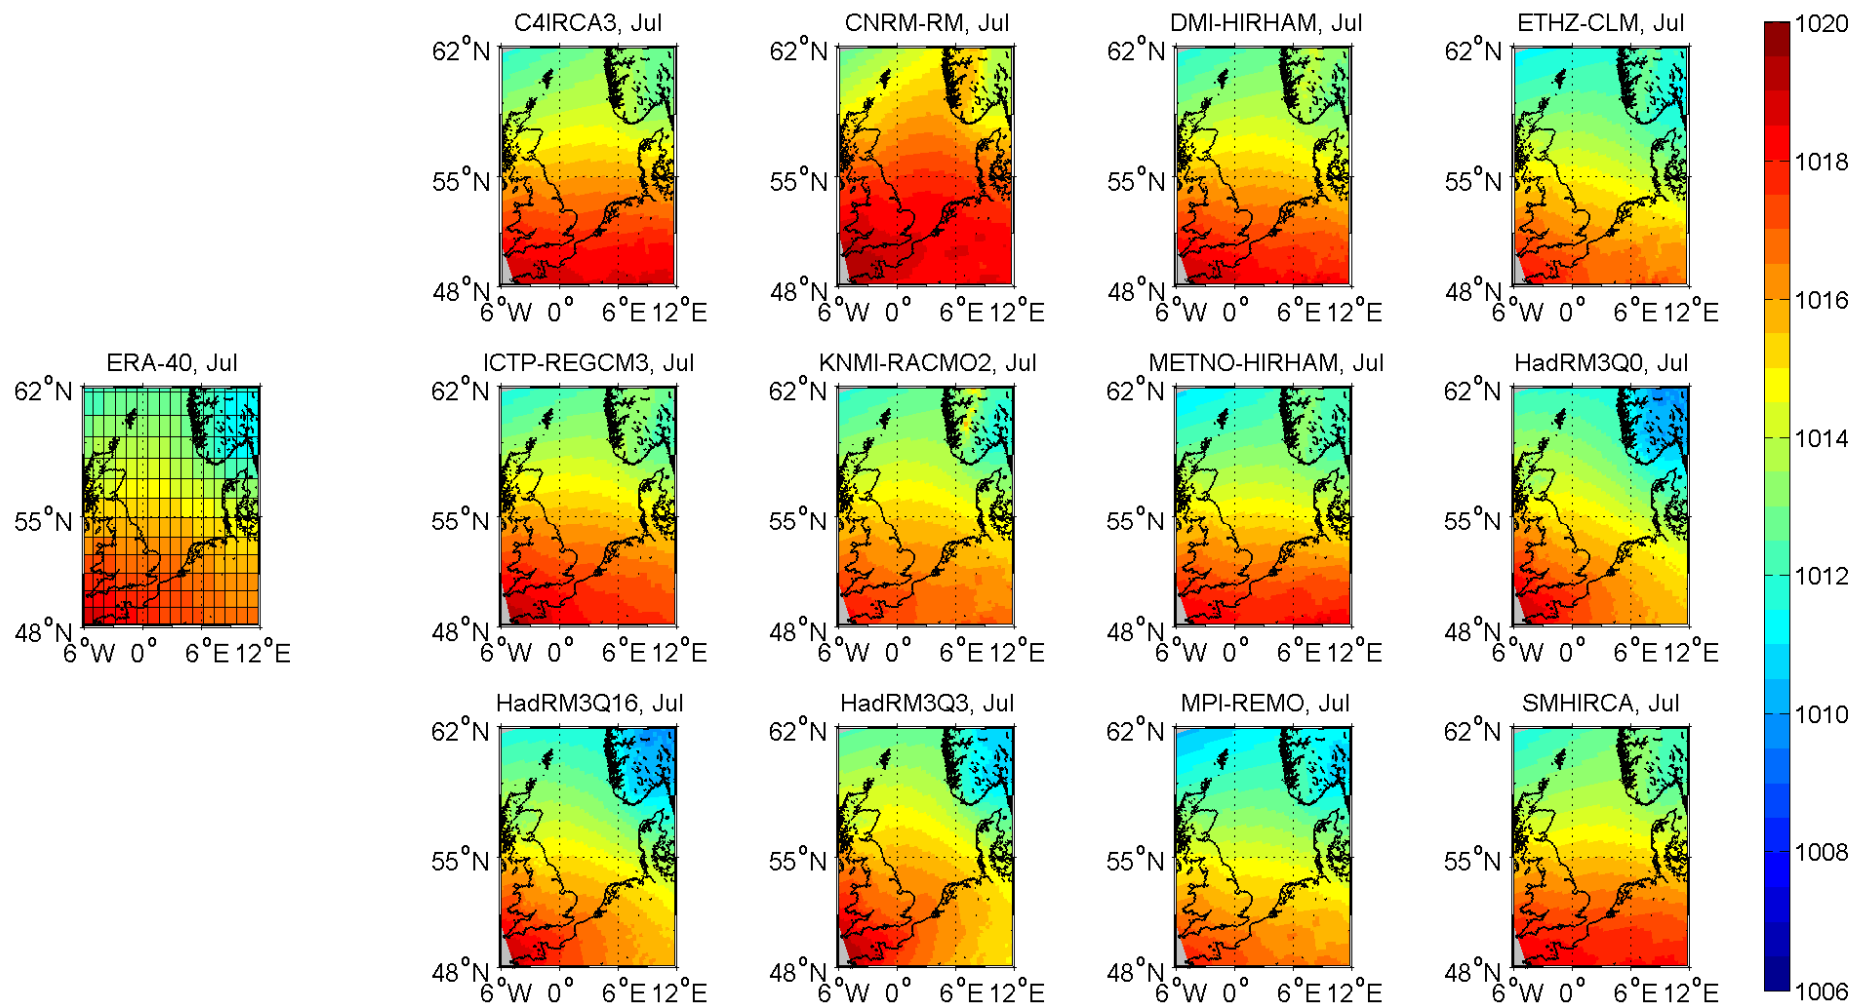 C4IRCA3, Jul
62°N
55°N
48°N
6°W 0° 6°E 12°E
CNRM-RM, Jul
62°N
55°N
48°N
6°W 0° 6°E 12°E
DMI-HIRHAM, Jul
62°N
55°N
48°N
6°W 0° 6°E 12°E
ETHZ-CLM, Jul
62°N
55°N
48°N
6°W 0° 6°E 12°E
ERA-40, Jul
62°N
55°N
48°N
6°W 0° 6°E 12°E
ICTP-REGCM3, Jul
62°N
55°N
48°N
6°W 0° 6°E 12°E
KNMI-RACMO2, Jul
62°N
55°N
48°N
6°W 0° 6°E 12°E
METNO-HIRHAM, Jul
62°N
55°N
48°N
6°W 0° 6°E 12°E
HadRM3Q0, Jul
62°N
55°N
48°N
6°W 0° 6°E 12°E
HadRM3Q16, Jul
62°N
55°N
48°N
6°W 0° 6°E 12°E
HadRM3Q3, Jul
62°N
55°N
48°N
6°W 0° 6°E 12°E
MPI-REMO, Jul
62°N
55°N
48°N
6°W 0° 6°E 12°E
SMHIRCA, Jul
62°N
55°N
48°N
6°W 0° 6°E 12°E
1020
1018
1016
1014
1012
1010
1008
1006